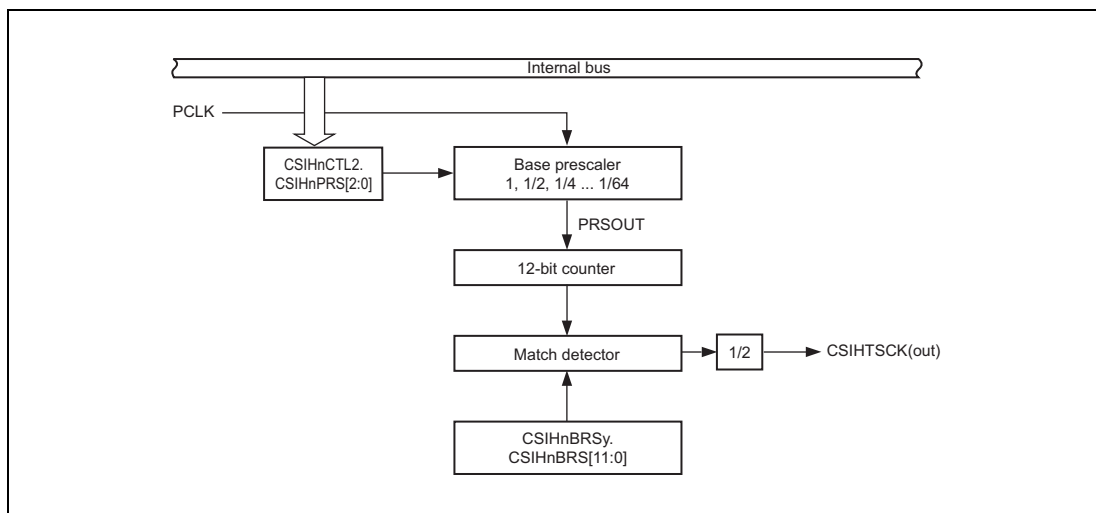 Internal bus
PCLK
CSIHnCTL2.
CSIHnPRS[2:0]
Base prescaler
1, 1/2, 1/4 ... 1/64
PRSOUT
12-bit counter
Match detector
1/2
CSIHTSCK(out)
CSIHnBRSy.
CSIHnBRS[11:0]